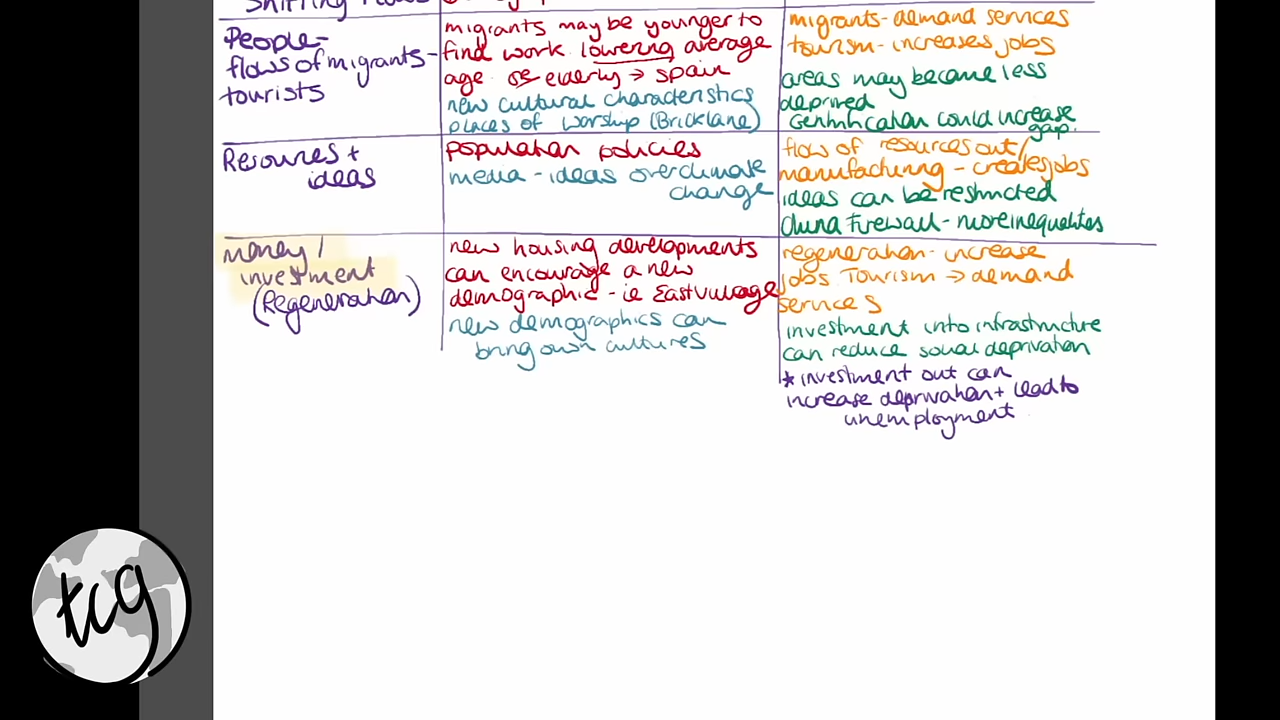 People-
flows of migrants-
tourists
migrants may be younger to
find work lowering average
age or elderly → spain
new cultural characteristics
places of worship (Bricklane)
migrants - demand services
tourism - increases jobs
areas may become less
deprived
Gentrification could increase
gap.
Resources +
ideas
population policies
media - ideas over climate
change
flow of resources out/
manufacturing - creates jobs
ideas can be restricted
China Firewall - more inequalities
money/
investment
(Regeneration)
new housing developments
can encourage a new
demographic - ie East Village
new demographics can
bring own cultures
regeneration - increase
jobs Tourism → demand
services
investment into infrastructure
can reduce social deprivation
* investment out can
increase deprivation + lead to
unemployment
tcg